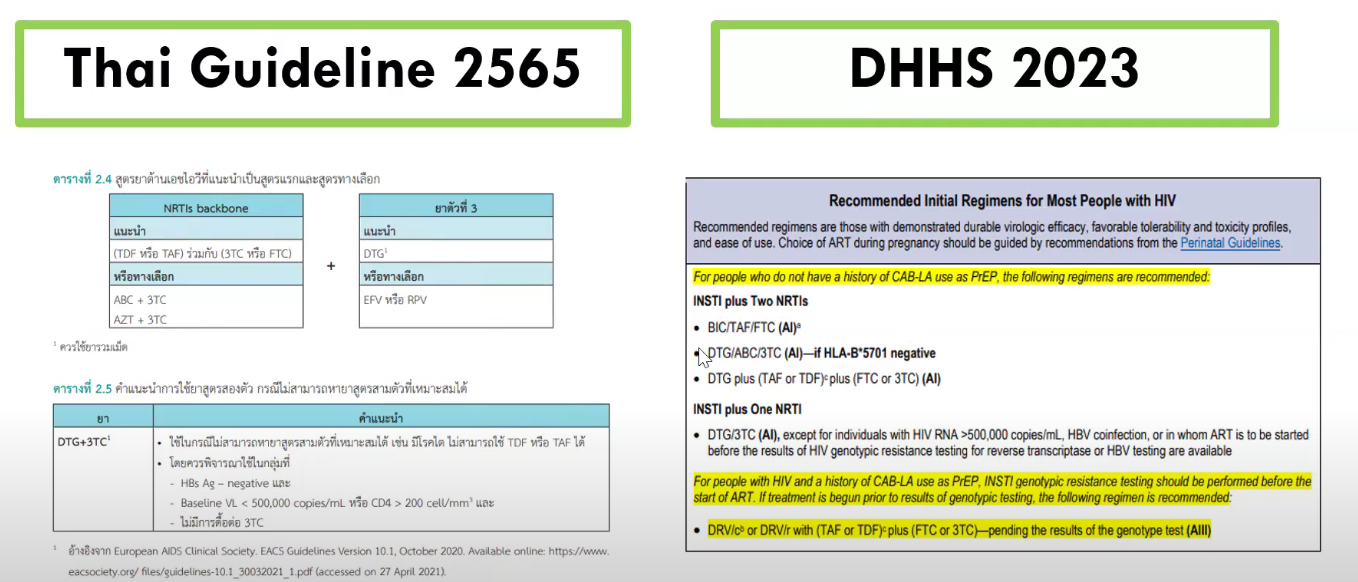 Thai Guideline 2565
ตารางที่ 2.4 สูตรยาต้านเอชไอวีที่แนะนำเป็นสูตรแรกและสูตรทางเลือก
NRTIs backbone
แนะนำ
(TDF หรือ TAF) ร่วมกับ (3TC หรือ FTC)
หรือทางเลือก
ABC + 3TC
AZT + 3TC
+
ยาตัวที่ 3
แนะนำ
DTG¹
หรือทางเลือก
EFV หรือ RPV
¹ ควรใช้ยารวมเม็ด
ตารางที่ 2.5 คำแนะนำการใช้ยาสูตรสองตัว กรณีไม่สามารถหายาสูตรสามตัวที่เหมาะสมได้
ยา
คำแนะนำ
DTG+3TC¹
• ใช้ในกรณีไม่สามารถหายาสูตรสามตัวที่เหมาะสมได้ เช่น มีโรคไต ไม่สามารถใช้ TDF หรือ TAF ได้
• โดยควรพิจารณาใช้ในกลุ่มที่
- HBs Ag – negative และ
- Baseline VL < 500,000 copies/mL หรือ CD4 > 200 cell/mm³ และ
- ไม่มีการดื้อต่อ 3TC
¹ อ้างอิงจาก European AIDS Clinical Society. EACS Guidelines Version 10.1, October 2020. Available online: https://www.
eacsociety.org/ files/guidelines-10.1_30032021_1.pdf (accessed on 27 April 2021).
DHHS 2023
Recommended Initial Regimens for Most People with HIV
Recommended regimens are those with demonstrated durable virologic efficacy, favorable tolerability and toxicity profiles,
and ease of use. Choice of ART during pregnancy should be guided by recommendations from the Perinatal Guidelines.
For people who do not have a history of CAB-LA use as PrEP, the following regimens are recommended:
INSTI plus Two NRTIs
• BIC/TAF/FTC (AI)ᵃ
• DTG/ABC/3TC (AI)—if HLA-B*5701 negative
• DTG plus (TAF or TDF)ᶜ plus (FTC or 3TC) (AI)
INSTI plus One NRTI
• DTG/3TC (AI), except for individuals with HIV RNA >500,000 copies/mL, HBV coinfection, or in whom ART is to be started
before the results of HIV genotypic resistance testing for reverse transcriptase or HBV testing are available
For people with HIV and a history of CAB-LA use as PrEP, INSTI genotypic resistance testing should be performed before the
start of ART. If treatment is begun prior to results of genotypic testing, the following regimen is recommended:
• DRV/cᵇ or DRV/r with (TAF or TDF)ᶜ plus (FTC or 3TC)—pending the results of the genotype test (AIII)